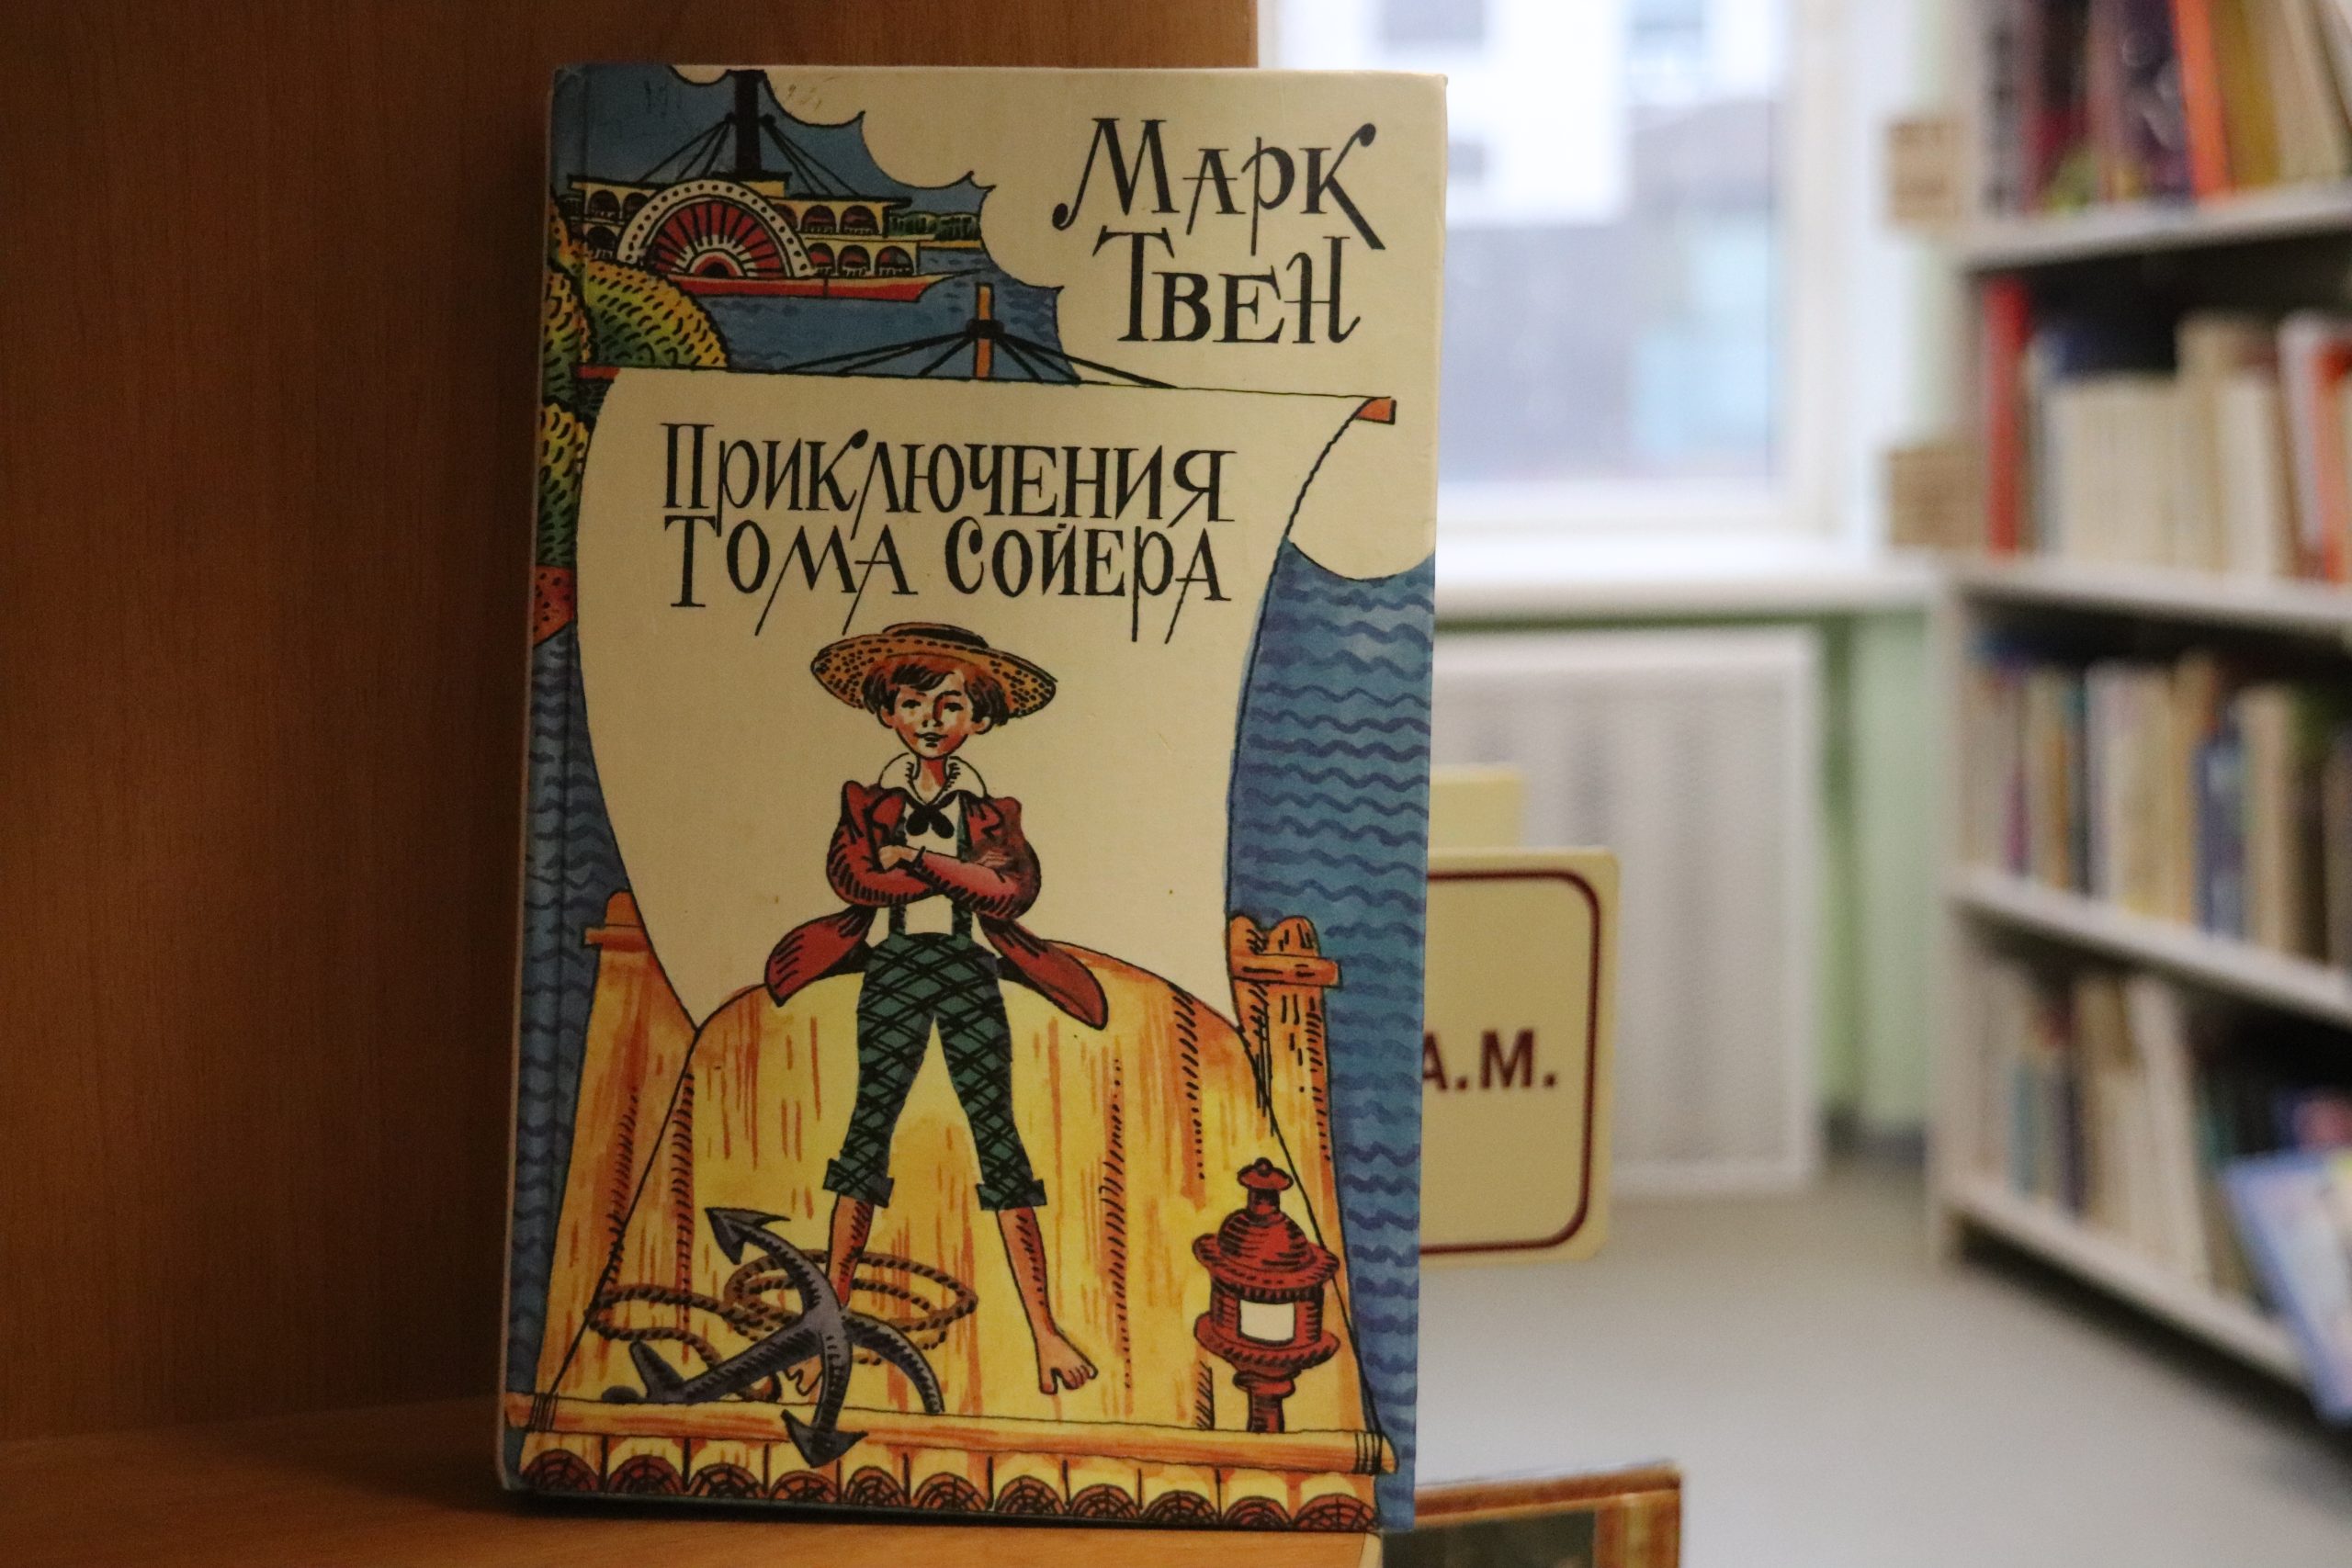 Марк
Твен
Приключения
Тома Сойера
А.М.